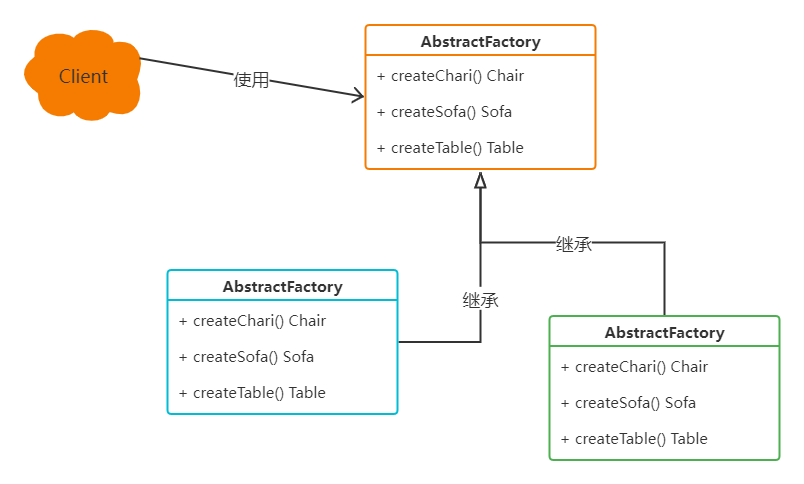 Client
使用
AbstractFactory
+ createChari() Chair
+ createSofa() Sofa
+ createTable() Table
继承
继承
AbstractFactory
+ createChari() Chair
+ createSofa() Sofa
+ createTable() Table
AbstractFactory
+ createChari() Chair
+ createSofa() Sofa
+ createTable() Table